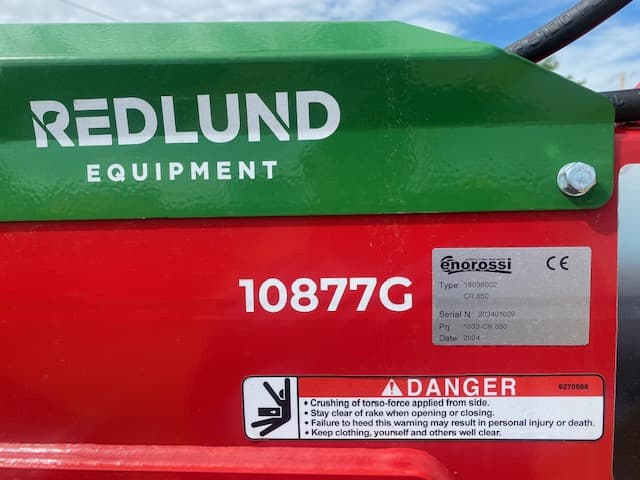 REDLUND
EQUIPMENT
10877G
enorossi CE
Type: 16036002
CR 850
Serial N.: 202401029
Prj. 1033-CR 850
Date: 2024
DANGER 9270088
• Crushing of torso-force applied from side.
• Stay clear of rake when opening or closing.
• Failure to heed this warning may result in personal injury or death.
• Keep clothing, yourself and others well clear.